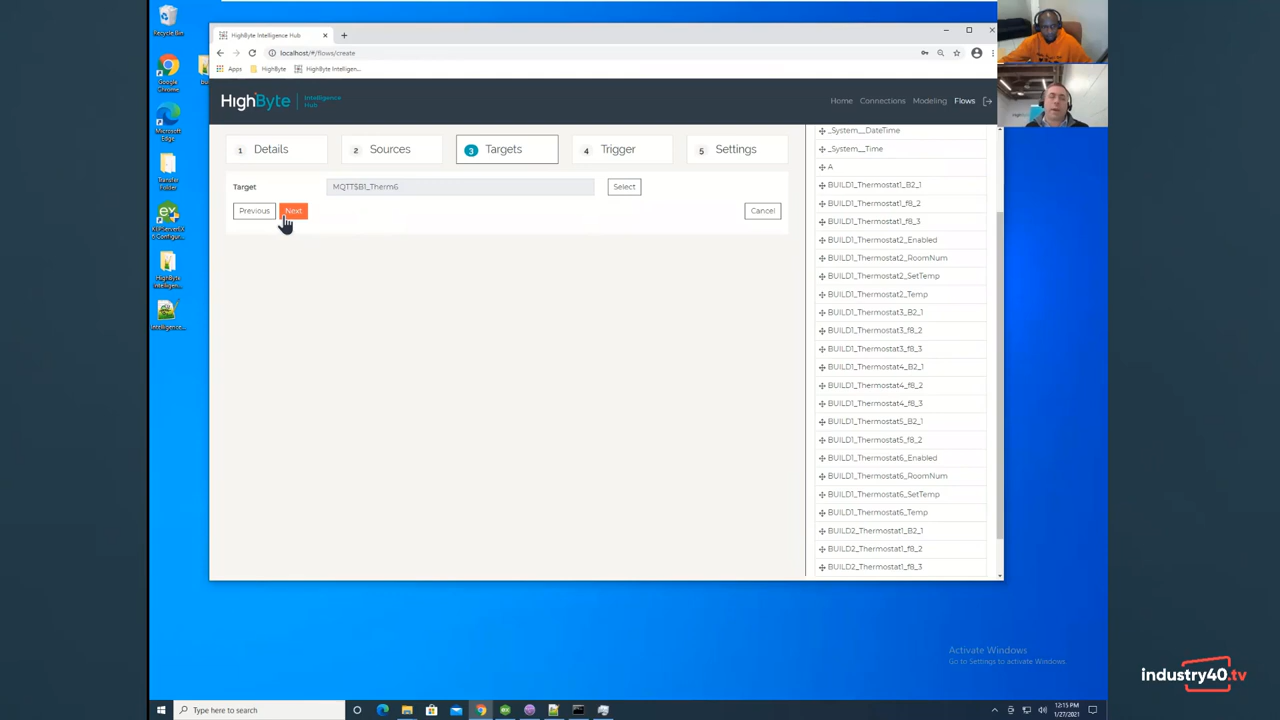 Recycle Bin
Google Chrome
Microsoft Edge
Transfer Folder
HighByte Intelligen...
HighByte Intelligence Hub
localhost/#/flows/create
Apps
HighByte
HighByte Intelligen...
HighByte
Intelligence Hub
Home
Connections
Modeling
Flows
1 Details
2 Sources
3 Targets
4 Trigger
5 Settings
Target
MQTT$B1_Therm6
Select
Previous
Next
Cancel
_System__DateTime
_System__Time
A
BUILD1_Thermostat1_B2_1
BUILD1_Thermostat1_f8_2
BUILD1_Thermostat1_f8_3
BUILD1_Thermostat2_Enabled
BUILD1_Thermostat2_RoomNum
BUILD1_Thermostat2_SetTemp
BUILD1_Thermostat2_Temp
BUILD1_Thermostat3_B2_1
BUILD1_Thermostat3_f8_2
BUILD1_Thermostat3_f8_3
BUILD1_Thermostat4_B2_1
BUILD1_Thermostat4_f8_2
BUILD1_Thermostat4_f8_3
BUILD1_Thermostat5_B2_1
BUILD1_Thermostat5_f8_2
BUILD1_Thermostat6_Enabled
BUILD1_Thermostat6_RoomNum
BUILD1_Thermostat6_SetTemp
BUILD1_Thermostat6_Temp
BUILD2_Thermostat1_B2_1
BUILD2_Thermostat1_f8_2
BUILD2_Thermostat1_f8_3
Activate Windows
Go to Settings to activate Windows.
industry40.tv
Type here to search
12:15 PM
1/27/2021